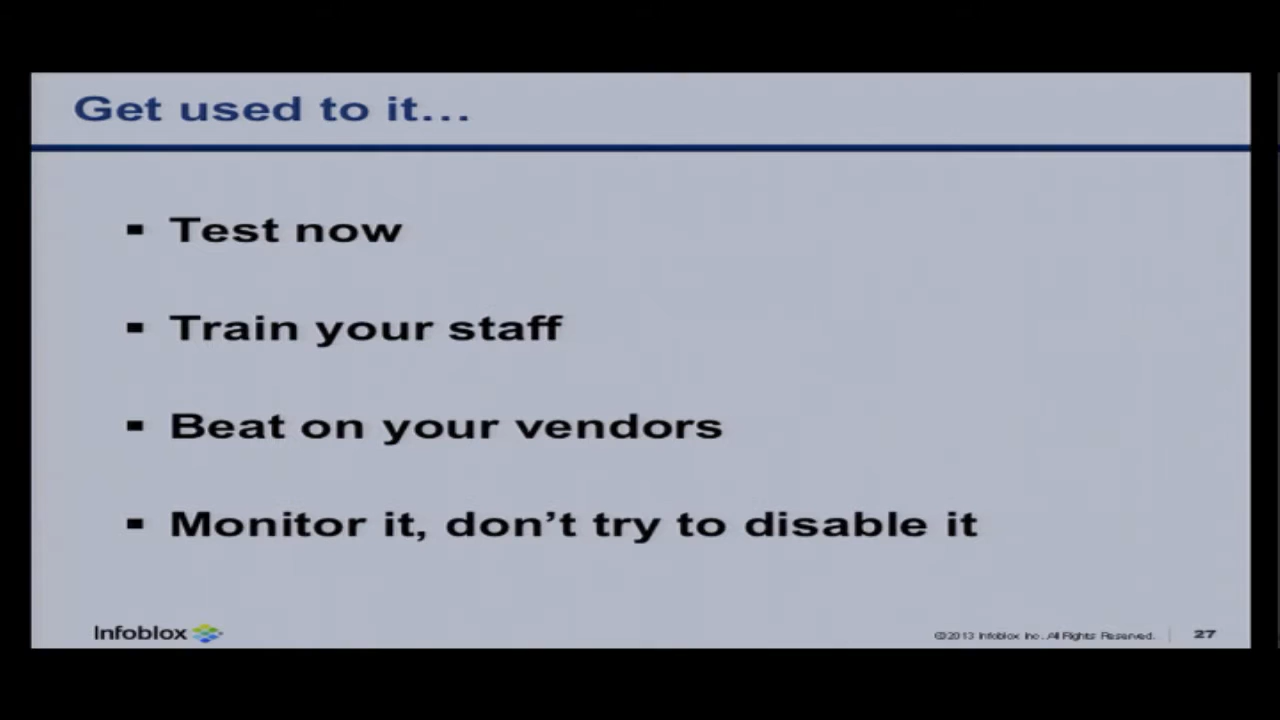 Get used to it...
▪ Test now
▪ Train your staff
▪ Beat on your vendors
▪ Monitor it, don’t try to disable it
Infoblox
©2013 Infoblox Inc. All Rights Reserved.
27